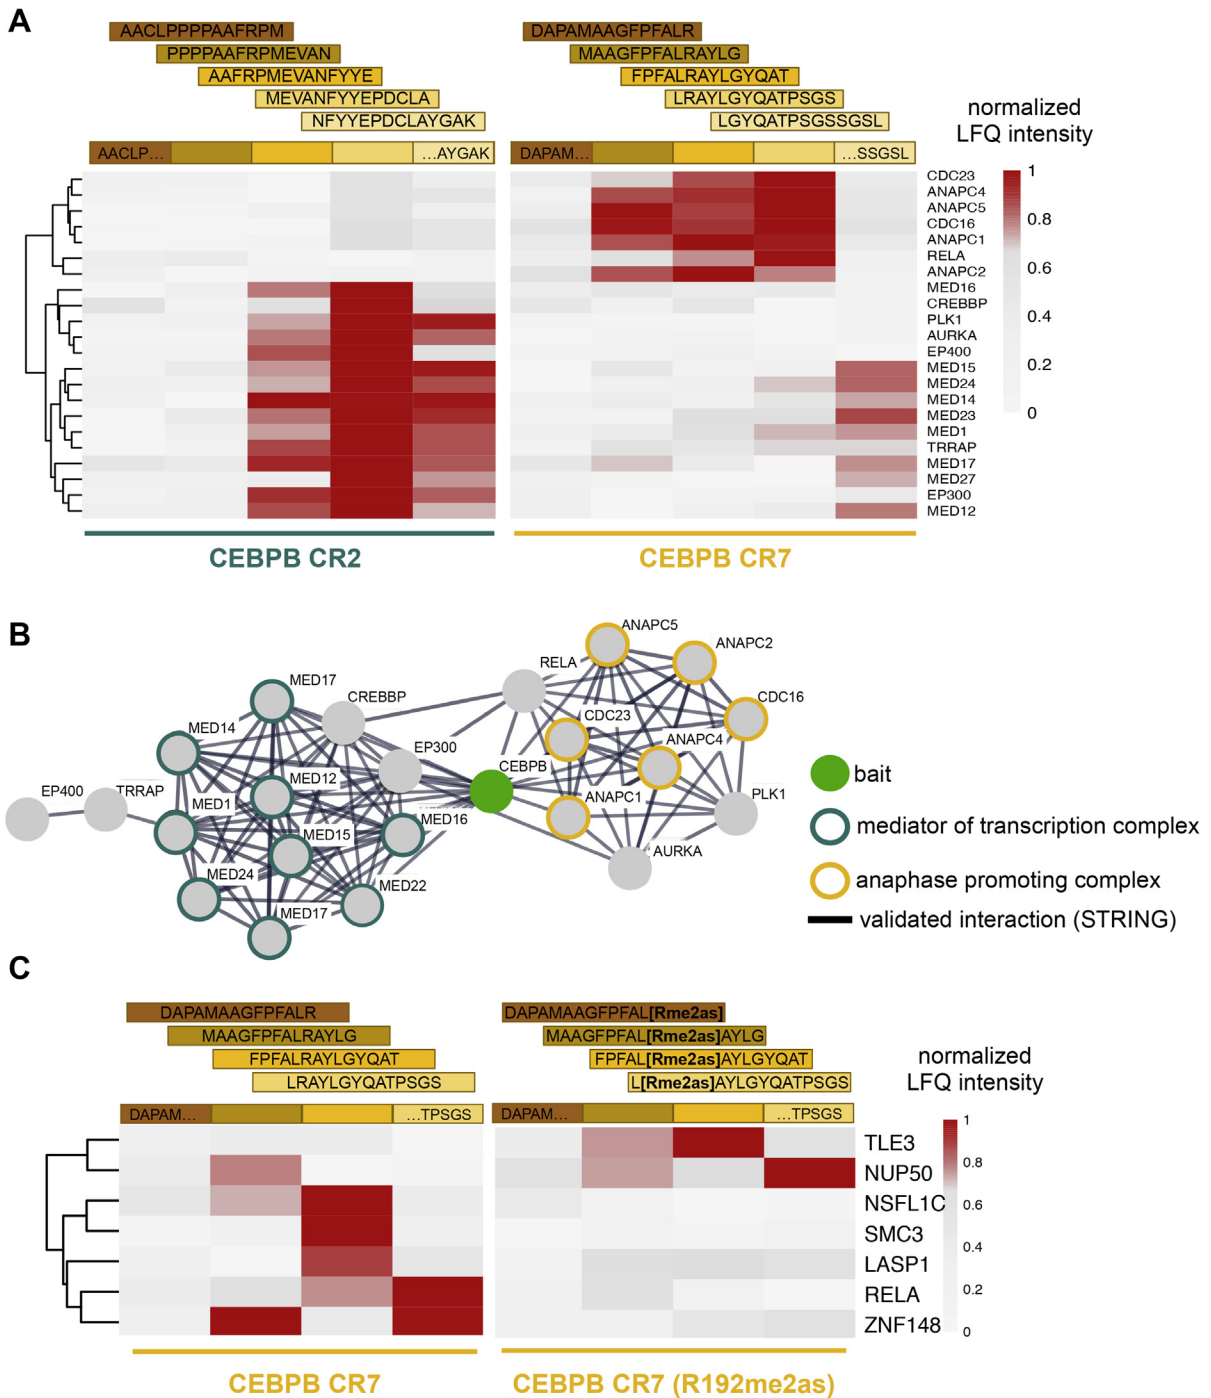 A
AACLPPPPAAFRPM
PPPPAAFRPMEVAN
AAFRPMEVANFYYE
MEVANFYYEPDCLA
NFYYEPDCLAYGAK
AACLP...
...AYGAK
DAPAMAAGFPFALR
MAAGFPFALRAYLG
FPFALRAYLGYQAT
LRAYLGYQATPSGS
LGYQATPSGSSGSL
DAPAM...
...SSGSL
normalized
LFQ intensity
1
0.8
0.6
0.4
0.2
0
CDC23
ANAPC4
ANAPC5
CDC16
ANAPC1
RELA
ANAPC2
MED16
CREBBP
PLK1
AURKA
EP400
MED15
MED24
MED14
MED23
MED1
TRRAP
MED17
MED27
EP300
MED12
CEBPB CR2
CEBPB CR7
B
ANAPC5
ANAPC2
RELA
MED17
CREBBP
CDC16
CDC23
MED14
ANAPC4
EP300
CEBPB
MED12
EP400
TRRAP
MED1
ANAPC1
PLK1
MED16
MED15
AURKA
MED24
MED22
MED17
bait
mediator of transcription complex
anaphase promoting complex
validated interaction (STRING)
C
DAPAMAAGFPFALR
MAAGFPFALRAYLG
FPFALRAYLGYQAT
LRAYLGYQATPSGS
DAPAM...
...TPSGS
DAPAMAAGFPFAL[Rme2as]
MAAGFPFAL[Rme2as]AYLG
FPFAL[Rme2as]AYLGYQAT
L[Rme2as]AYLGYQATPSGS
DAPAM...
...TPSGS
normalized
LFQ intensity
1
0.8
0.6
0.4
0.2
0
TLE3
NUP50
NSFL1C
SMC3
LASP1
RELA
ZNF148
CEBPB CR7
CEBPB CR7 (R192me2as)